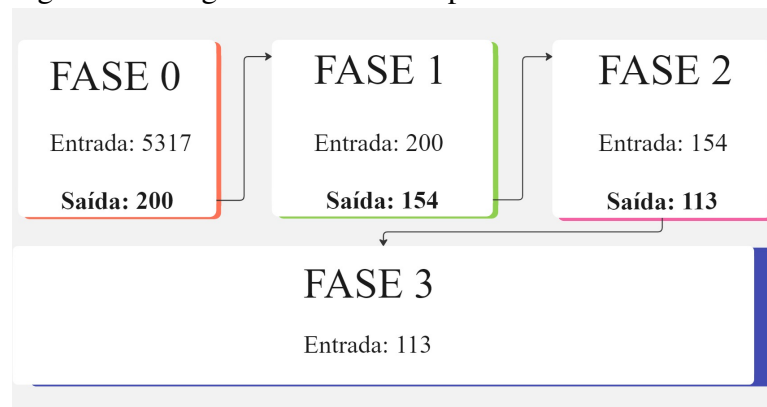 FASE 0
Entrada: 5317
Saída: 200
FASE 1
Entrada: 200
Saída: 154
FASE 2
Entrada: 154
Saída: 113
FASE 3
Entrada: 113